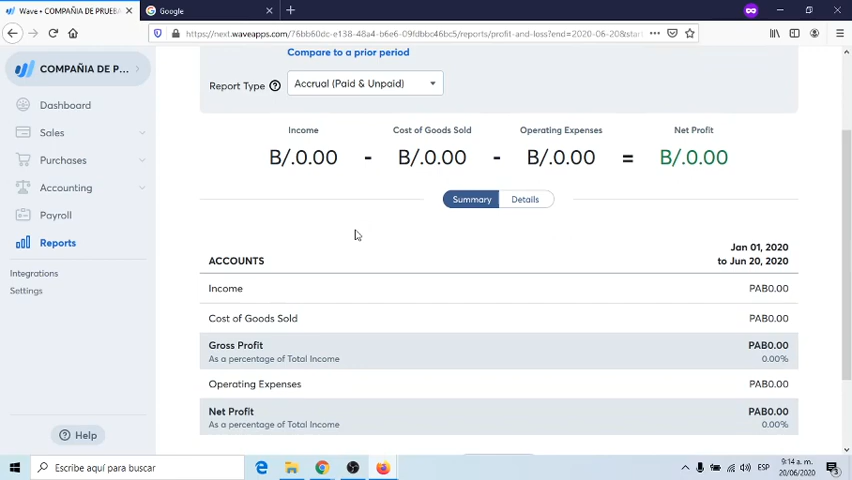 Wave • COMPAÑIA DE PRUEB
Google
https://next.waveapps.com/76bb60dc-e138-48a4-b6e6-09fdbbc46bc5/reports/profit-and-loss?end=2020-06-20&star
COMPAÑIA DE P...
Dashboard
Sales
Purchases
Accounting
Payroll
Reports
Integrations
Settings
Help
Compare to a prior period
Report Type
Accrual (Paid & Unpaid)
Income Cost of Goods Sold Operating Expenses Net Profit
B/.0.00 - B/.0.00 - B/.0.00 = B/.0.00
Summary Details
ACCOUNTS
Jan 01, 2020
to Jun 20, 2020
Income PAB0.00
Cost of Goods Sold PAB0.00
Gross Profit PAB0.00
As a percentage of Total Income 0.00%
Operating Expenses PAB0.00
Net Profit PAB0.00
As a percentage of Total Income 0.00%
Escribe aquí para buscar
ESP
9:14 a. m.
20/06/2020